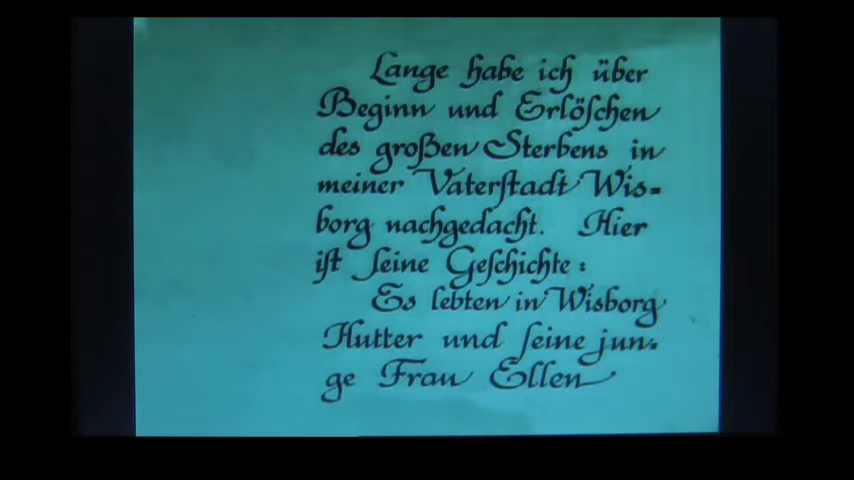 Lange habe ich über
Beginn und Erlöſchen
des großen Sterbens in
meiner Vaterſtadt Wis=
borg nachgedacht. Hier
iſt ſeine Geſchichte:
Es lebten in Wisborg
Hutter und ſeine jun=
ge Frau Ellen